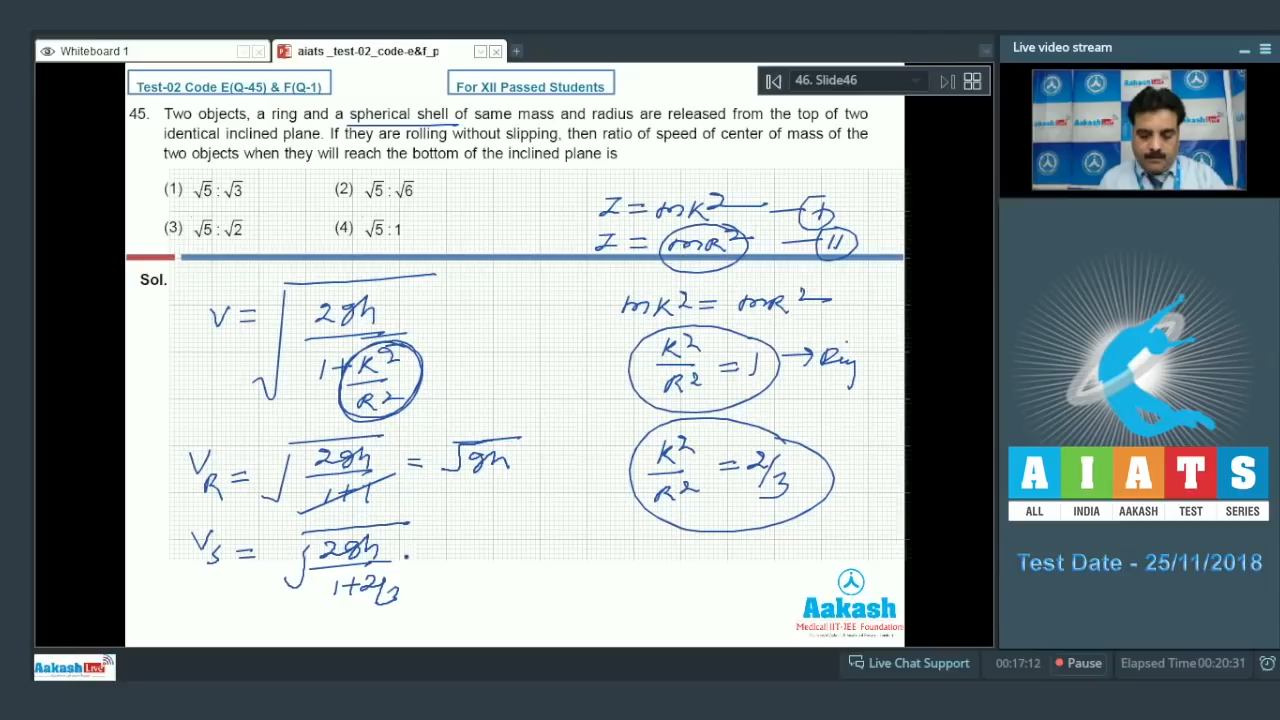 Whiteboard 1
aiats _test-02_code-e&f_p
Live video stream
Test-02 Code E(Q-45) & F(Q-1)
For XII Passed Students
46. Slide46
45. Two objects, a ring and a spherical shell of same mass and radius are released from the top of two
identical inclined plane. If they are rolling without slipping, then ratio of speed of center of mass of the
two objects when they will reach the bottom of the inclined plane is
(1) √5 : √3
(2) √5 : √6
(3) √5 : √2
(4) √5 : 1
I = mK² — I
I = mR² — II
Sol.
V = √(2gh / (1 + K²/R²))
mK² = mR²
K²/R² = 1 → Ring
V_R = √(2gh / (1+1)) = √gh
K²/R² = 2/3
V_S = √(2gh / (1+2/3)) .
AIATS
ALL INDIA AAKASH TEST SERIES
Test Date - 25/11/2018
Aakash
Medical|IIT-JEE|Foundations
Aakash Live
Live Chat Support
00:17:12
Pause
Elapsed Time 00:20:31